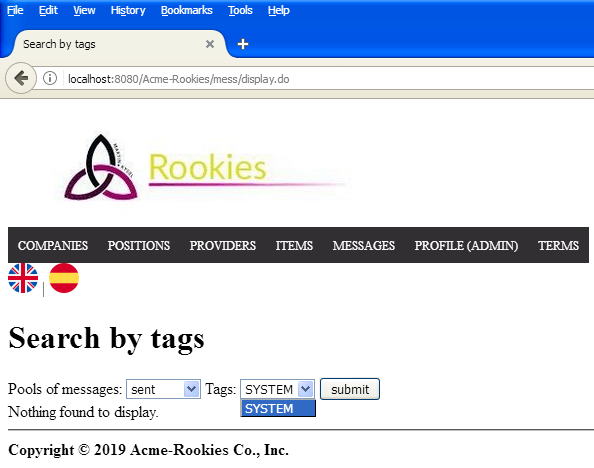 File Edit View History Bookmarks Tools Help
Search by tags
localhost:8080/Acme-Rookies/mess/display.do
Rookies
COMPANIES POSITIONS PROVIDERS ITEMS MESSAGES PROFILE (ADMIN) TERMS
|
Search by tags
Pools of messages: sent Tags: SYSTEM submit
SYSTEM
Nothing found to display.
Copyright © 2019 Acme-Rookies Co., Inc.